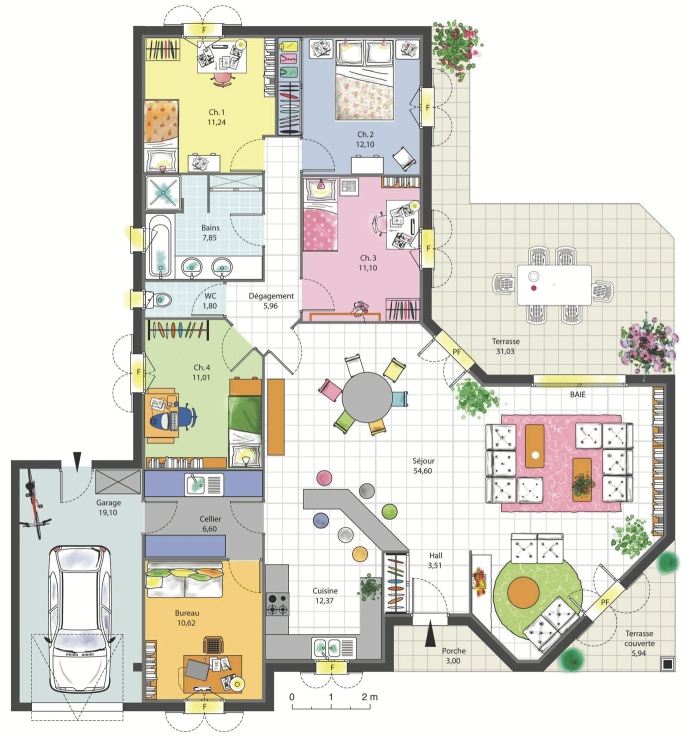 F
Ch.1
11,24
Ch.2
12,10
F
Bains
7,85
Ch.3
11,10
F
F
WC
1,80
Dégagement
5,96
F
Terrasse
31,03
PF
BAIE
F
Ch.4
11,01
Séjour
54,60
Garage
19,10
Cellier
6,60
Hall
3,51
Cuisine
12,37
Bureau
10,62
PF
Terrasse
couverte
5,94
Porche
3,00
F
F
0 1 2 m